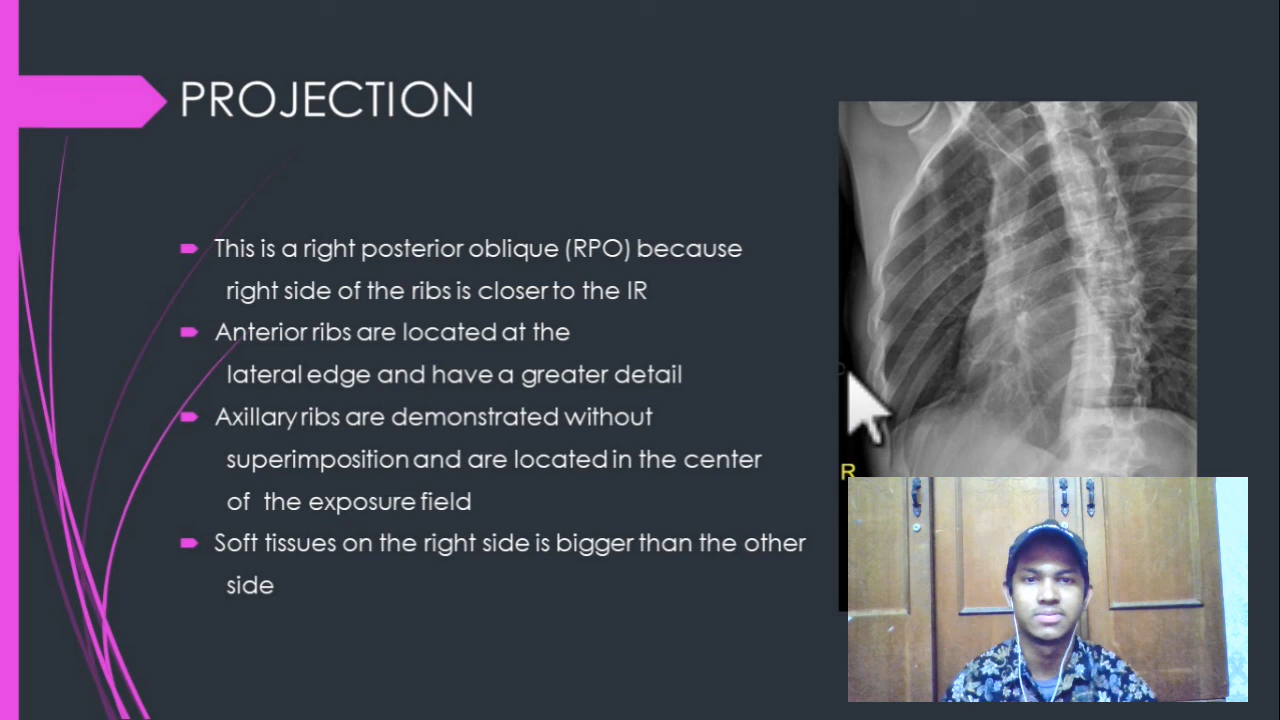 PROJECTION
This is a right posterior oblique (RPO) because
right side of the ribs is closer to the IR
Anterior ribs are located at the
lateral edge and have a greater detail
Axillary ribs are demonstrated without
superimposition and are located in the center
of the exposure field
Soft tissues on the right side is bigger than the other
side
R